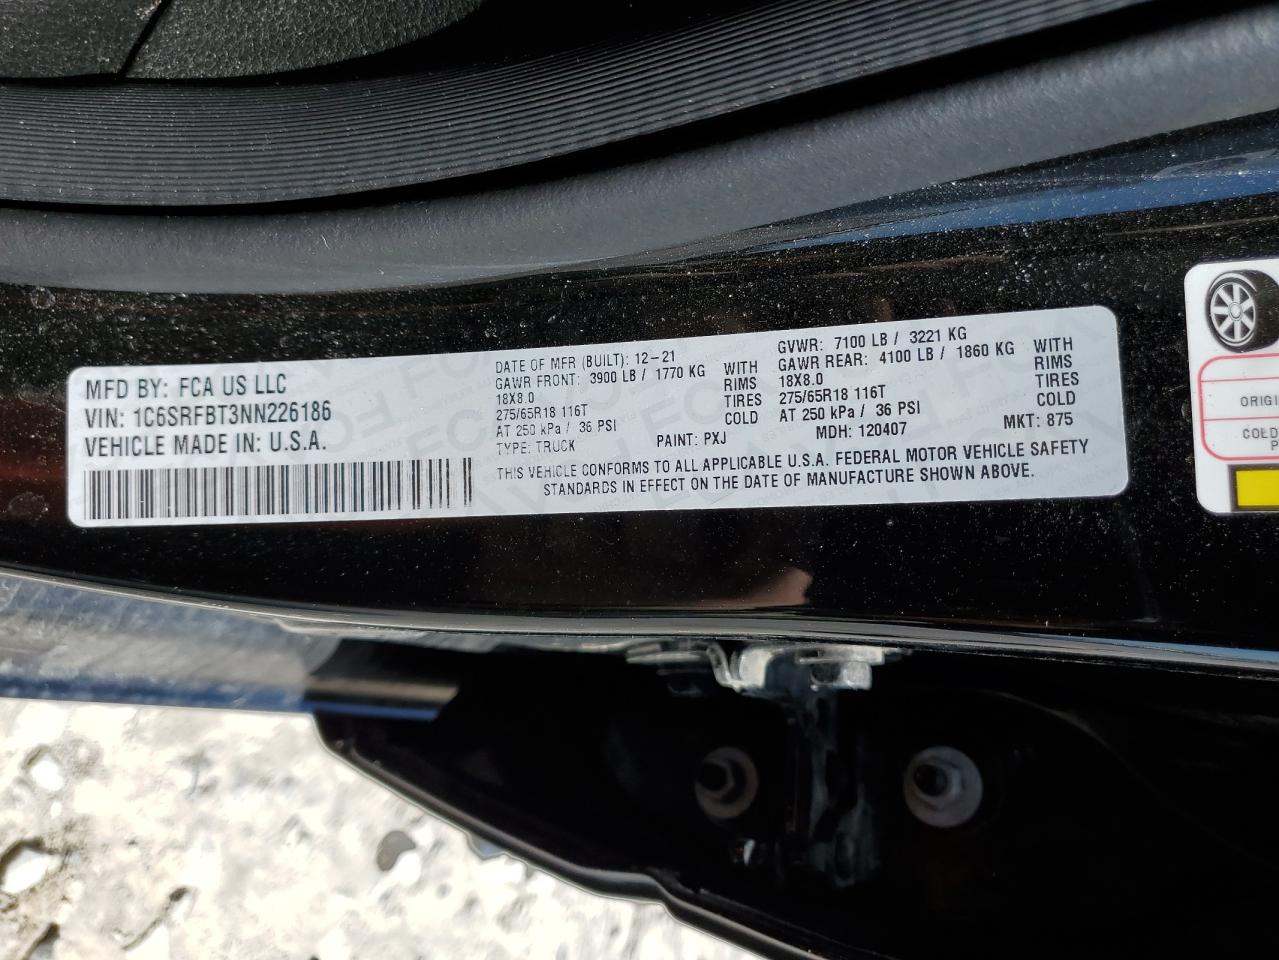 MFD BY: FCA US LLC
VIN: 1C6SRFBT3NN226186
VEHICLE MADE IN: U.S.A.
DATE OF MFR (BUILT): 12-21
GAWR FRONT: 3900 LB / 1770 KG WITH
18X8.0 RIMS
275/65R18 116T TIRES
AT 250 kPa / 36 PSI COLD
TYPE: TRUCK PAINT: PXJ
GVWR: 7100 LB / 3221 KG
GAWR REAR: 4100 LB / 1860 KG WITH
18X8.0 RIMS
275/65R18 116T TIRES
AT 250 kPa / 36 PSI COLD
MDH: 120407 MKT: 875
THIS VEHICLE CONFORMS TO ALL APPLICABLE U.S.A. FEDERAL MOTOR VEHICLE SAFETY
STANDARDS IN EFFECT ON THE DATE OF MANUFACTURE SHOWN ABOVE.
ORIGI
COLD
P